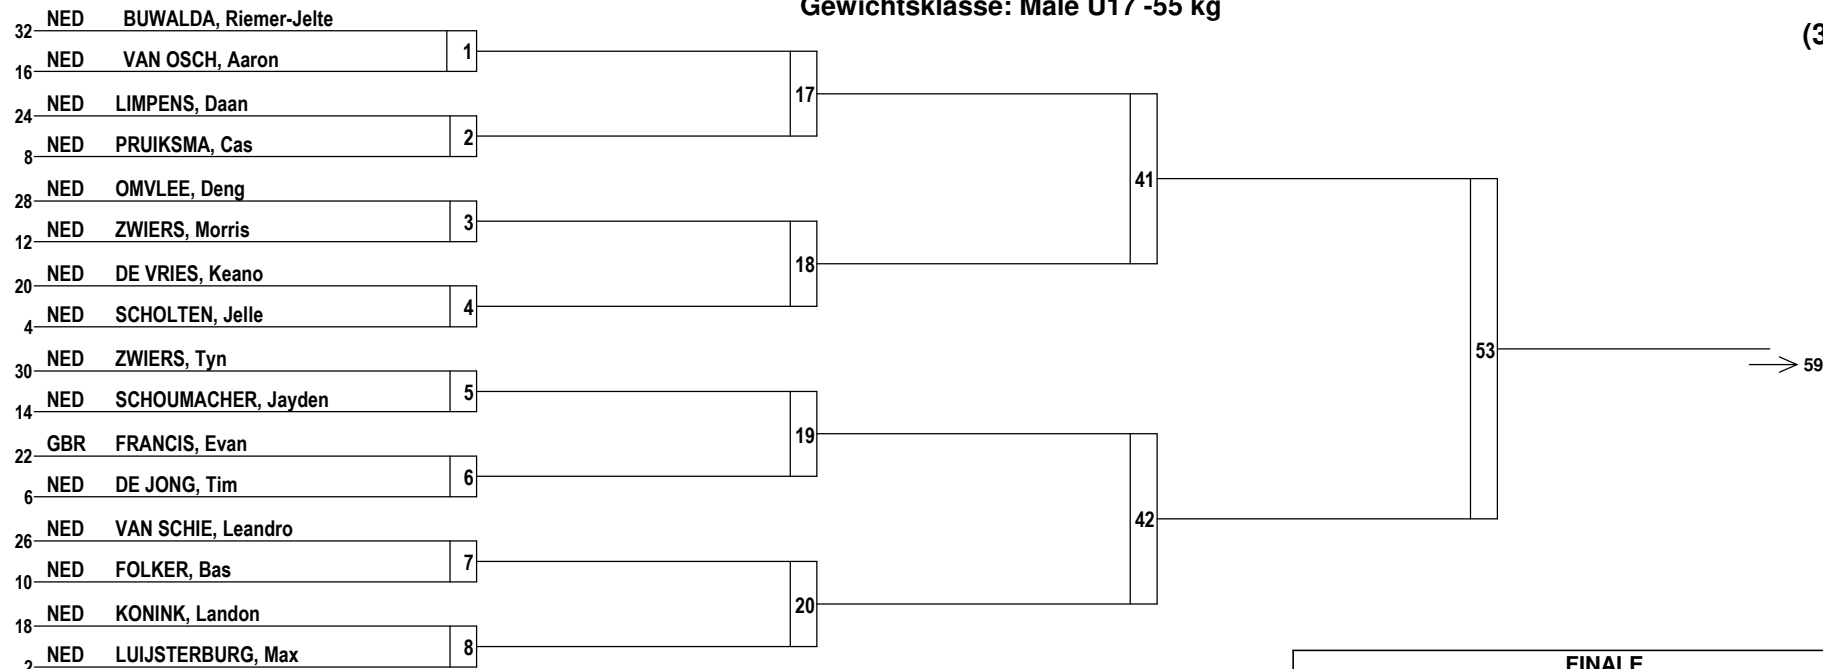 Gewichtsklasse: Male U17 -55 kg
(3
NED BUWALDA, Riemer-Jelte
32
1
NED VAN OSCH, Aaron
16
17
NED LIMPENS, Daan
24
2
NED PRUIKSMA, Cas
8
41
NED OMVLEE, Deng
28
3
NED ZWIERS, Morris
12
18
NED DE VRIES, Keano
20
4
NED SCHOLTEN, Jelle
4
53
59
NED ZWIERS, Tyn
30
5
NED SCHOUMACHER, Jayden
14
19
GBR FRANCIS, Evan
22
6
NED DE JONG, Tim
6
42
NED VAN SCHIE, Leandro
26
7
NED FOLKER, Bas
10
20
NED KONINK, Landon
18
8
NED LUIJSTERBURG, Max
2
FINALE